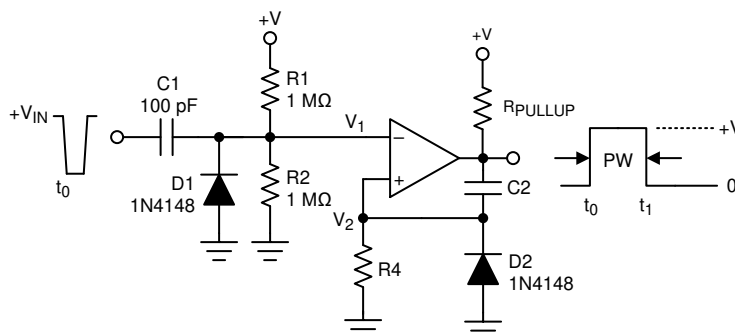 +V
+V
C1
100 pF
R1
1 MΩ
RPULLUP
+VIN
V1
−
+V
PW
t0
D1
1N4148
R2
1 MΩ
+
C2
0
t0
t1
V2
R4
D2
1N4148